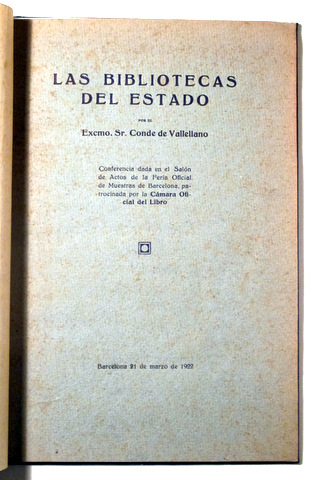 LAS BIBLIOTECAS
DEL ESTADO
POR EL
Excmo. Sr. Conde de Vallellano
Conferencia dada en el Salón
de Actos de la Feria Oficial
de Muestras de Barcelona, pa-
trocinada por la Cámara Ofi-
cial del Libro
Barcelona 21 de marzo de 1922